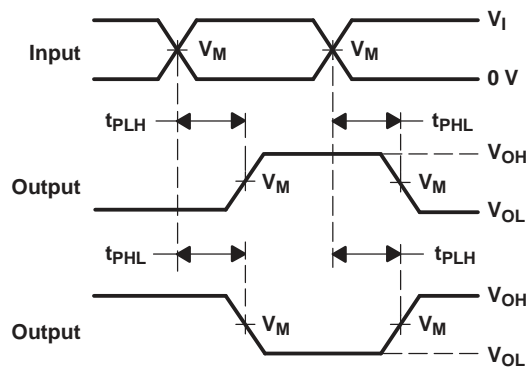 V_I
Input V_M V_M
0 V
t_PLH t_PHL
V_OH
Output V_M V_M
V_OL
t_PHL t_PLH
V_OH
Output V_M V_M
V_OL